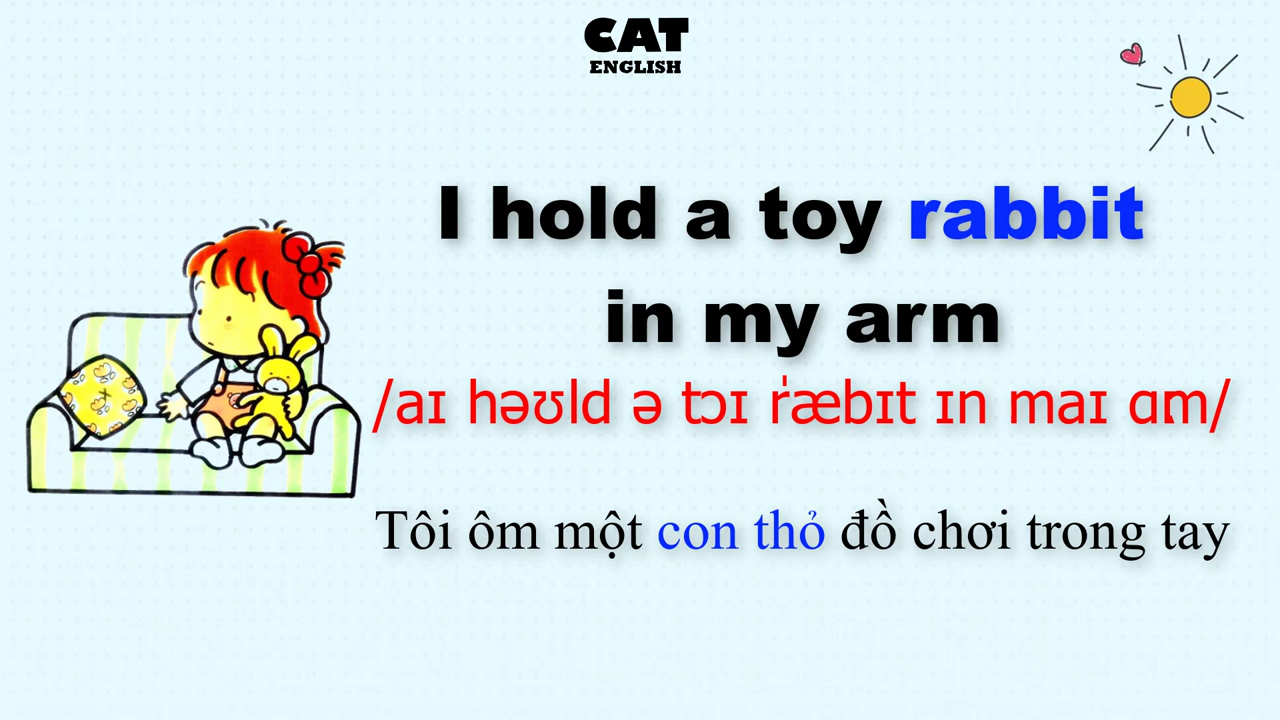 CAT
ENGLISH
I hold a toy rabbit
in my arm
/aɪ həʊld ə tɔɪ ˈræbɪt ɪn maɪ ɑːm/
Tôi ôm một con thỏ đồ chơi trong tay